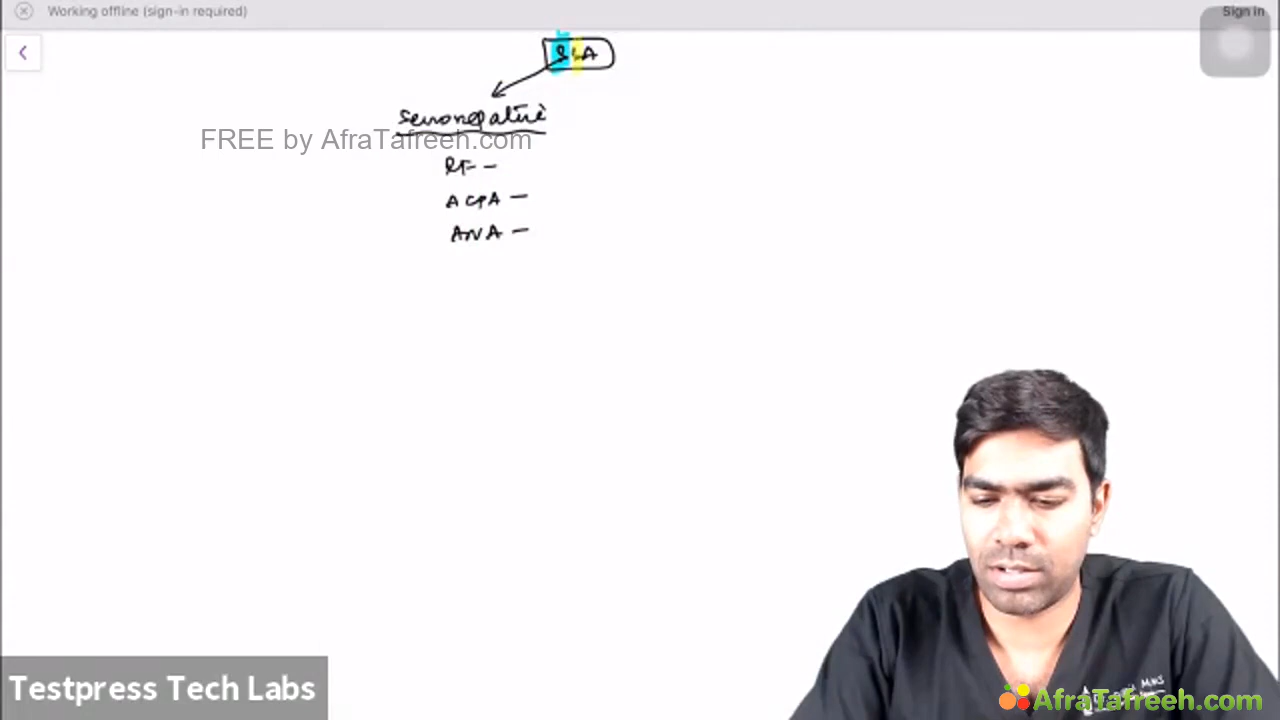 Working offline (sign-in required)
Sign in
SSA
Seronegative
FREE by AfraTafreeh.com
RF -
ACPA -
ANA -
Testpress Tech Labs
AfraTafreeh.com